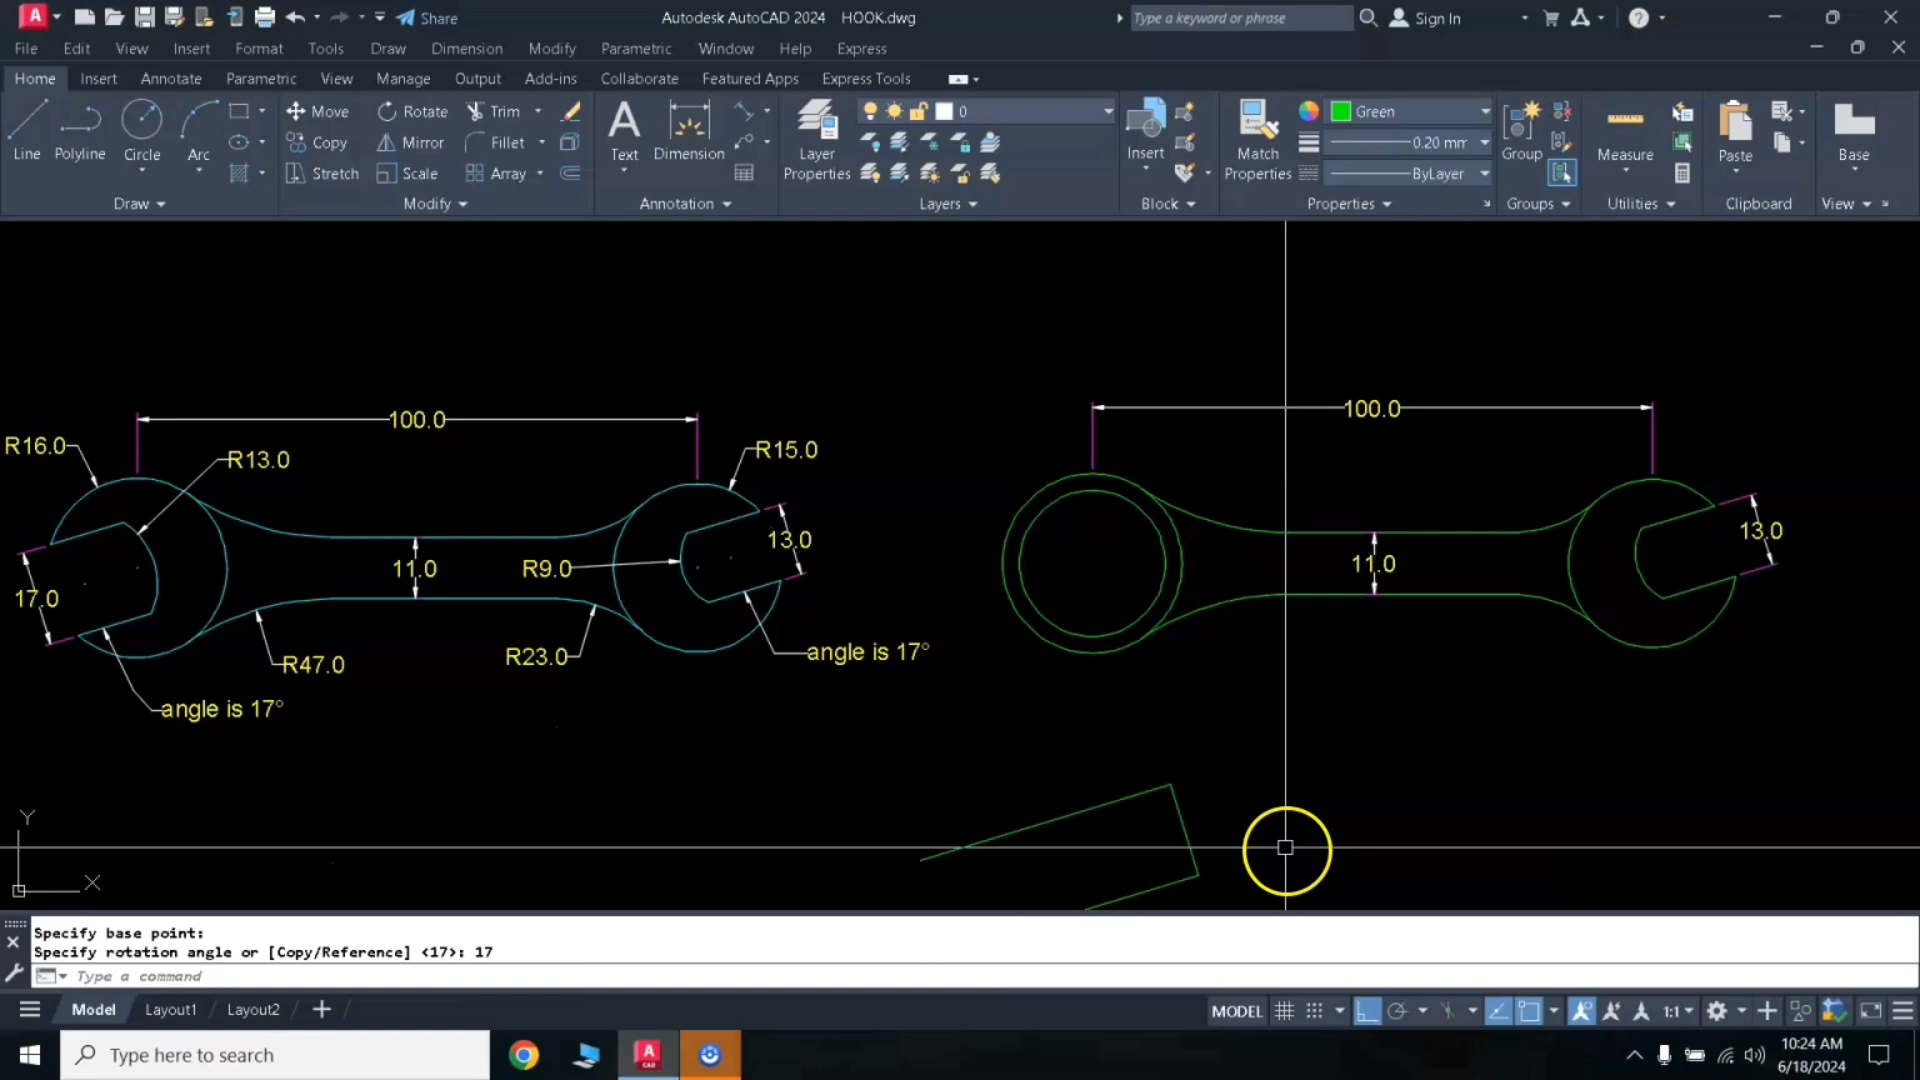 A Share Autodesk AutoCAD 2024 HOOK.dwg Type a keyword or phrase Sign In ?
File Edit View Insert Format Tools Draw Dimension Modify Parametric Window Help Express
Home Insert Annotate Parametric View Manage Output Add-ins Collaborate Featured Apps Express Tools
Line Polyline Circle Arc Move Rotate Trim Text Dimension Layer Properties 0 Insert Match Properties Green Group Measure Paste Base
Copy Mirror Fillet 0.20 mm
Stretch Scale Array ByLayer
Draw Modify Annotation Layers Block Properties Groups Utilities Clipboard View
100.0
R16.0
R13.0
R15.0
13.0
11.0
R9.0
17.0
R47.0
R23.0
angle is 17°
angle is 17°
100.0
13.0
11.0
Y
X
Specify base point:
Specify rotation angle or [Copy/Reference] <17>: 17
Type a command
Model Layout1 Layout2 + MODEL 1:1
Type here to search A CAD 10:24 AM
6/18/2024